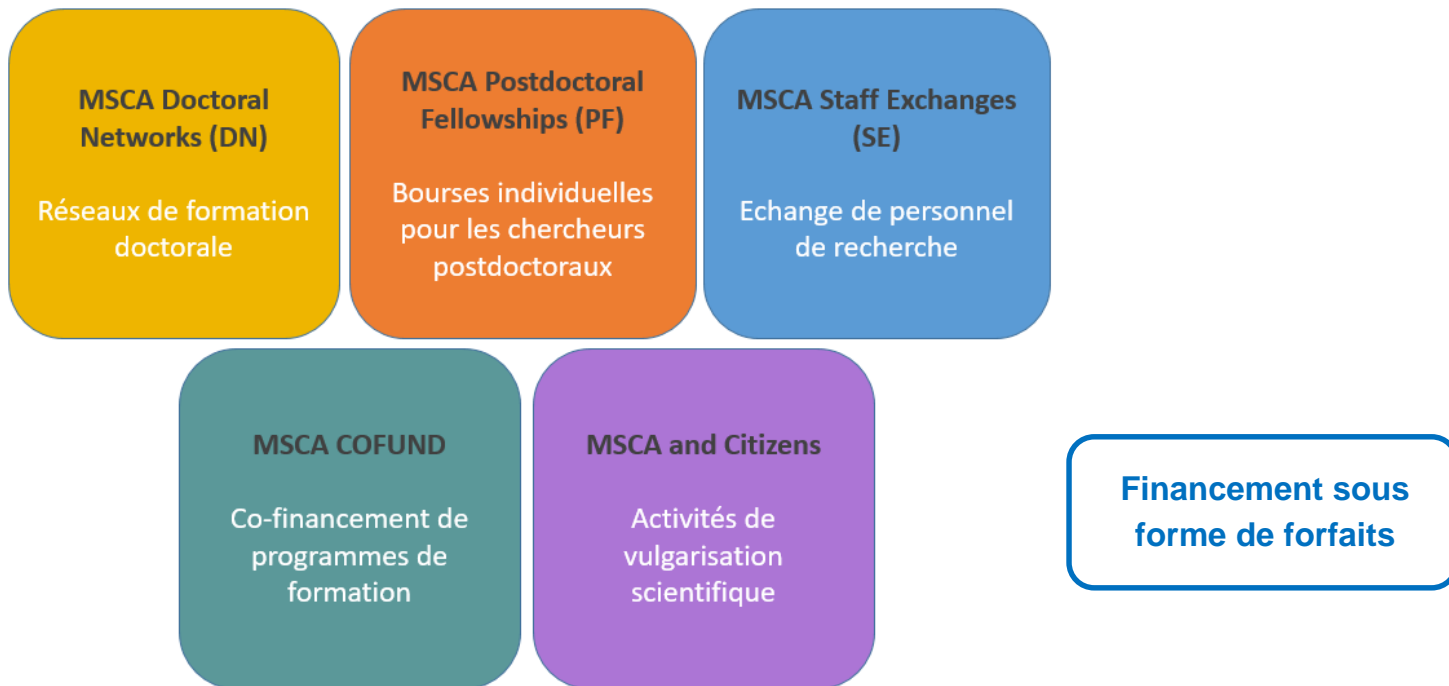 MSCA Doctoral
Networks (DN)
Réseaux de formation
doctorale
MSCA Postdoctoral
Fellowships (PF)
Bourses individuelles
pour les chercheurs
postdoctoraux
MSCA Staff Exchanges
(SE)
Echange de personnel
de recherche
MSCA COFUND
Co-financement de
programmes de
formation
MSCA and Citizens
Activités de
vulgarisation
scientifique
Financement sous
forme de forfaits